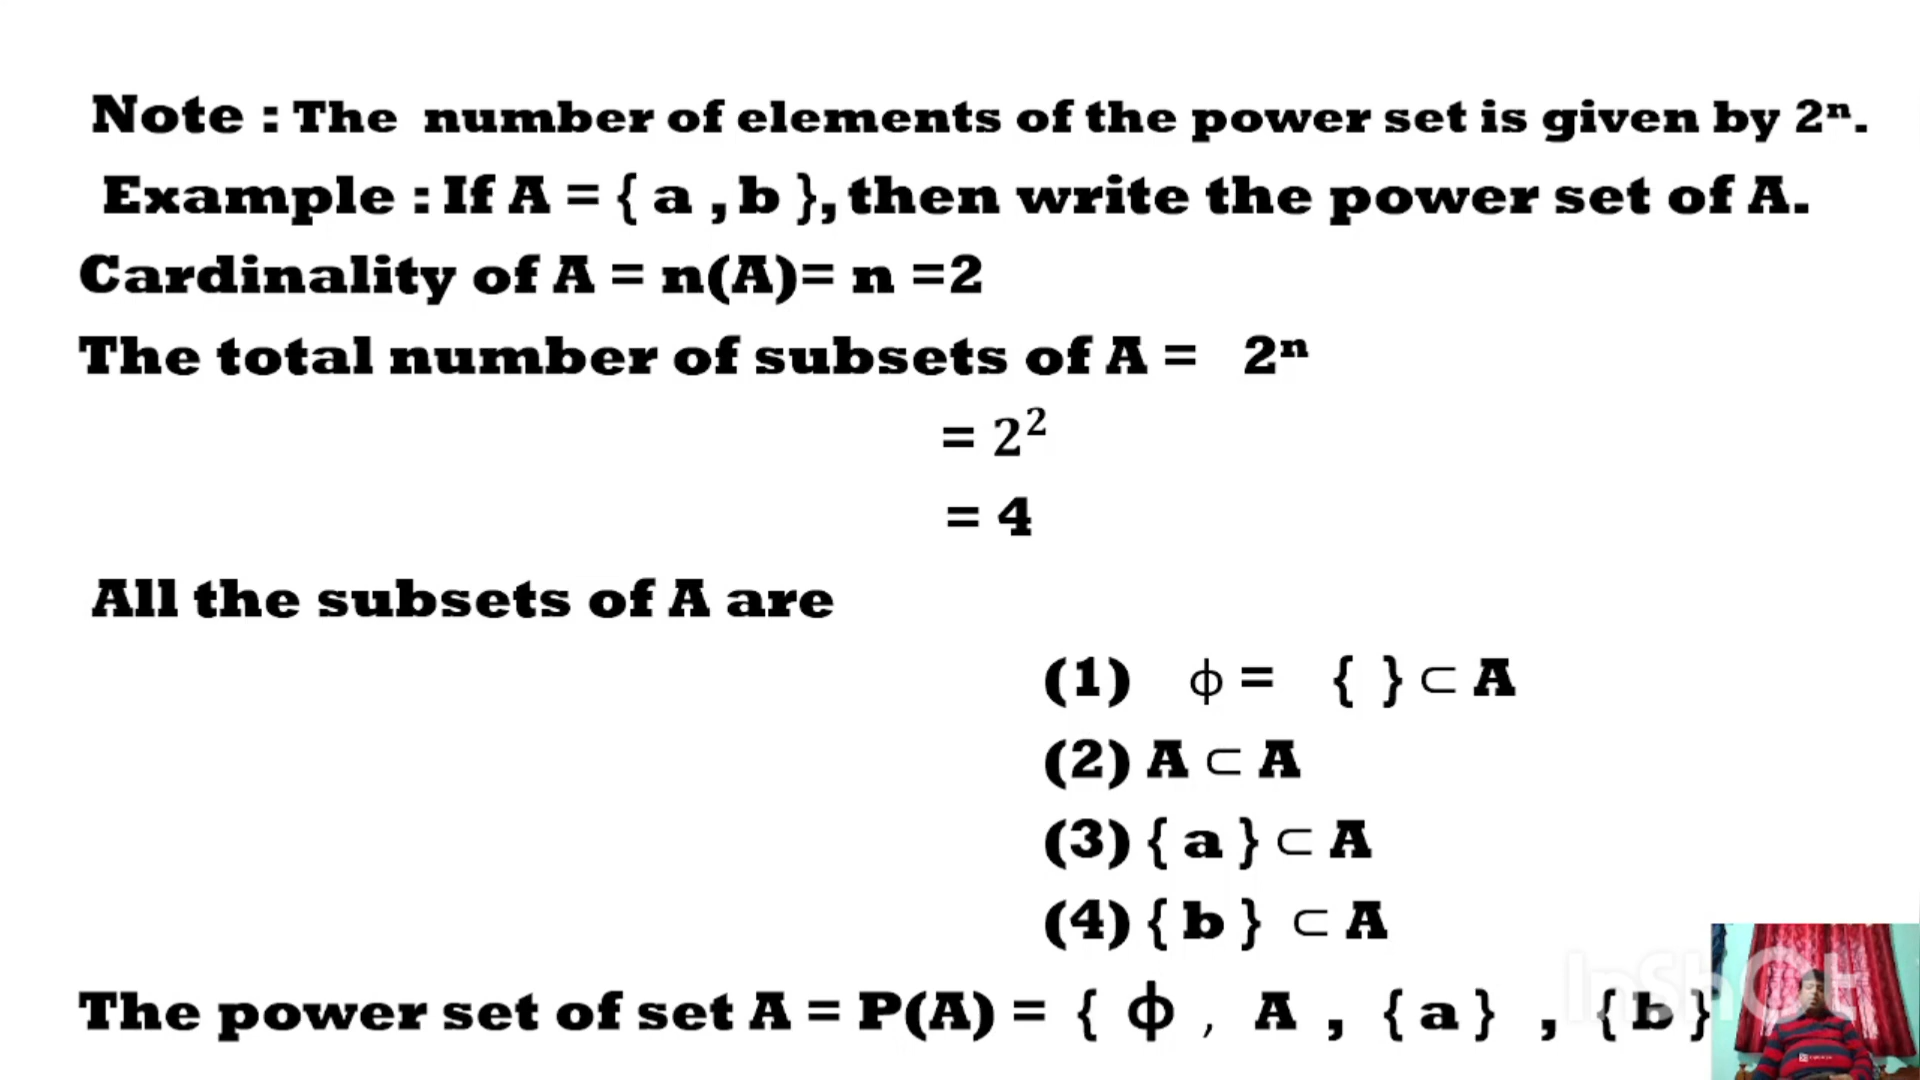 Note : The number of elements of the power set is given by 2ⁿ.
Example : If A = { a , b }, then write the power set of A.
Cardinality of A = n(A)= n =2
The total number of subsets of A = 2ⁿ
= 2²
= 4
All the subsets of A are
(1) ϕ = { } ⊂ A
(2) A ⊂ A
(3) { a } ⊂ A
(4) { b } ⊂ A
The power set of set A = P(A) = { ϕ , A , { a } , { b }
InShOt